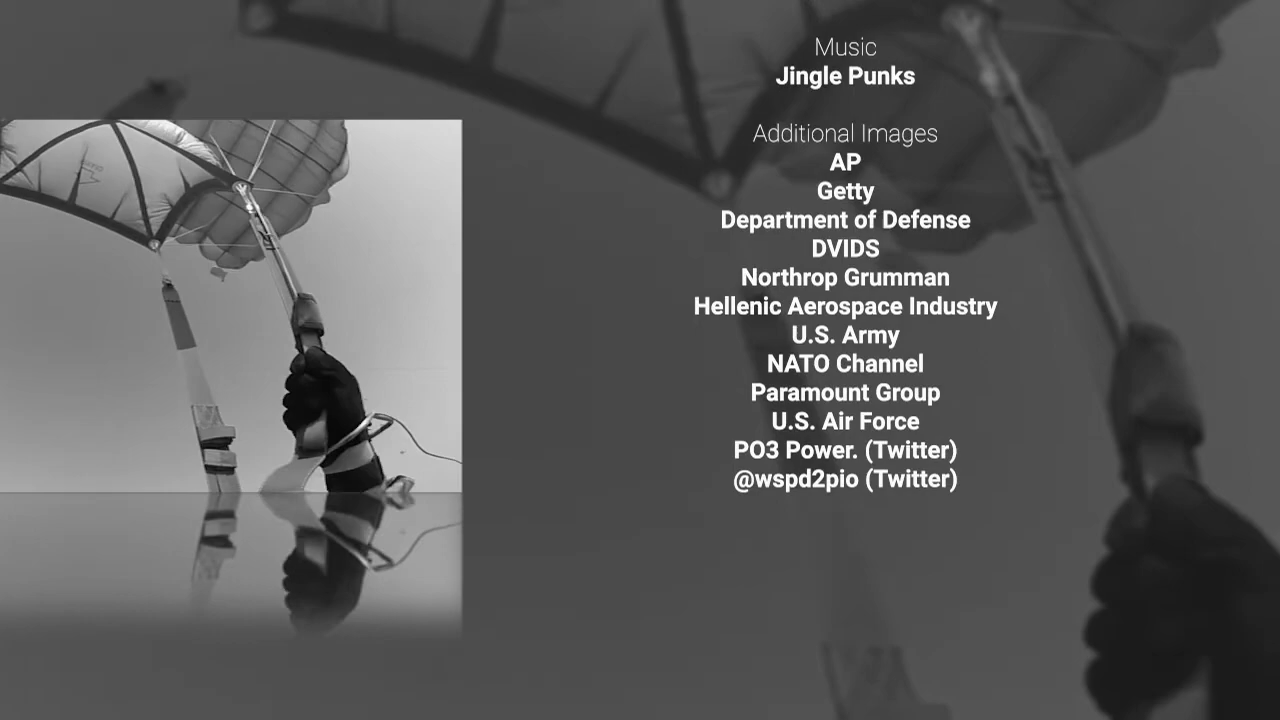 Music
Jingle Punks
Additional Images
AP
Getty
Department of Defense
DVIDS
Northrop Grumman
Hellenic Aerospace Industry
U.S. Army
NATO Channel
Paramount Group
U.S. Air Force
PO3 Power. (Twitter)
@wspd2pio (Twitter)